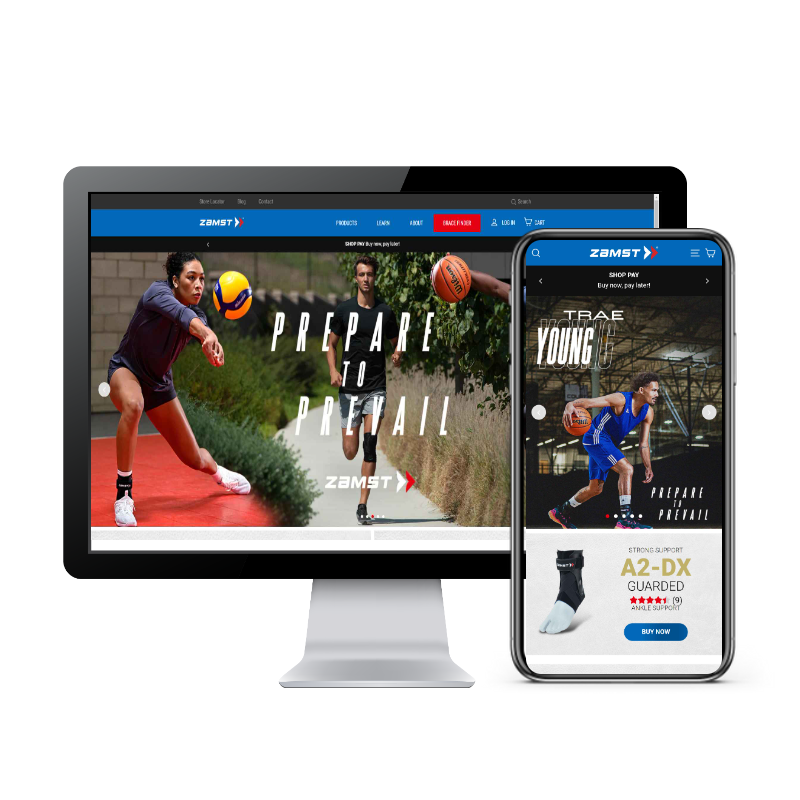 Store Locator Blog Contact Search
ZAMST PRODUCTS LEARN ABOUT BRACE FINDER LOG IN CART
SHOP PAY Buy now, pay later!
PREPARE
TO
PREVAIL
ZAMST
ZAMST
SHOP PAY
Buy now, pay later!
TRAE
YOUNG
PREPARE
TO
PREVAIL
STRONG SUPPORT
A2-DX
GUARDED
(9)
ANKLE SUPPORT
BUY NOW